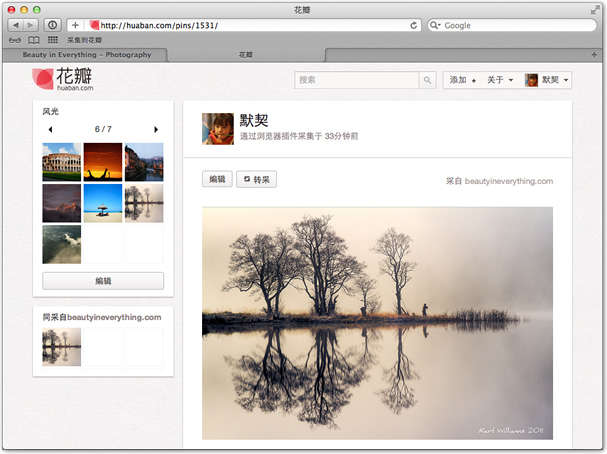 花瓣
http://huaban.com/pins/1531/
Google
采集到花瓣
Beauty in Everything - Photography
花瓣
花瓣
huaban.com
搜索
添加 +
关于
默契
风光
6 / 7
编辑
同采自beautyineverything.com
默契
通过浏览器插件采集于 33分钟前
编辑
转采
采自 beautyineverything.com
Karl Williams 2011